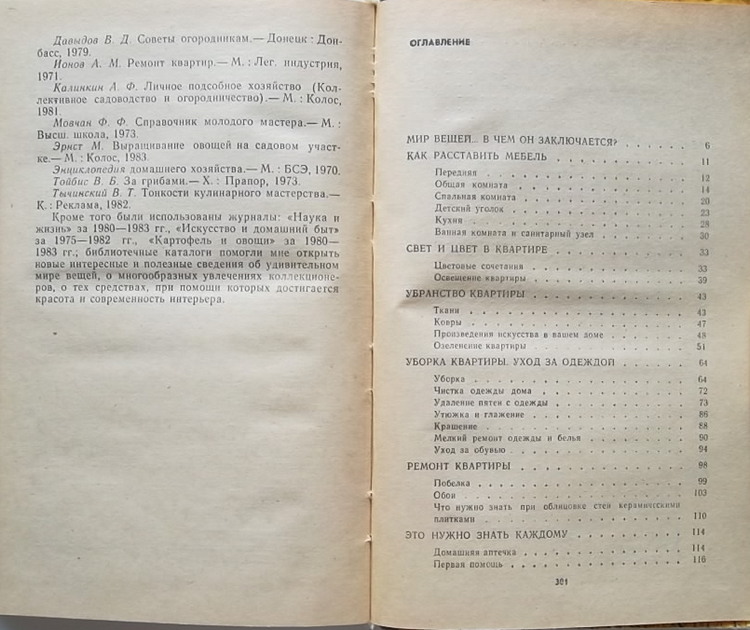 Давыдов В. Д. Советы огородникам.— Донецк : Дон-
басс, 1979.
Ионов А. М. Ремонт квартир.— М. : Лег. индустрия,
1971.
Калинкин А. Ф. Личное подсобное хозяйство (Кол-
лективное садоводство и огородничество).— М. : Колос,
1981.
Мовчан Ф. Ф. Справочник молодого мастера.— М. :
Высш. школа, 1973.
Эрнст М. Выращивание овощей на садовом участ-
ке.— М. : Колос, 1983.
Энциклопедия домашнего хозяйства.— М. : БСЭ, 1970.
Тойбис В. Б. За грибами.— Х. : Прапор, 1973.
Тычинский В. Т. Тонкости кулинарного мастерства.—
К. : Реклама, 1982.
Кроме того были использованы журналы: «Наука и
жизнь» за 1980—1983 гг., «Искусство и домашний быт»
за 1975—1982 гг., «Картофель и овощи» за 1980—
1983 гг.; библиотечные каталоги помогли мне открыть
новые интересные и полезные сведения об удивительном
мире вещей, о многообразных увлечениях коллекционе-
ров, о тех средствах, при помощи которых достигается
красота и современность интерьера.
ОГЛАВЛЕНИЕ
МИР ВЕЩЕЙ... В ЧЕМ ОН ЗАКЛЮЧАЕТСЯ? . . . . . . 6
КАК РАССТАВИТЬ МЕБЕЛЬ . . . . . . 11
Передняя . . . . . . 12
Общая комната . . . . . . 14
Спальная комната . . . . . . 20
Детский уголок . . . . . . 23
Кухня . . . . . . 28
Ванная комната и санитарный узел . . . . . . 30
СВЕТ И ЦВЕТ В КВАРТИРЕ . . . . . . 33
Цветовые сочетания . . . . . . 33
Освещение квартиры . . . . . . 39
УБРАНСТВО КВАРТИРЫ . . . . . . 43
Ткани . . . . . . 43
Ковры . . . . . . 47
Произведения искусства в вашем доме . . . . . . 48
Озеленение квартиры . . . . . . 51
УБОРКА КВАРТИРЫ. УХОД ЗА ОДЕЖДОЙ . . . . . . 64
Уборка . . . . . . 64
Чистка одежды дома . . . . . . 72
Удаление пятен с одежды . . . . . . 73
Утюжка и глажение . . . . . . 86
Крашение . . . . . . 88
Мелкий ремонт одежды и белья . . . . . . 90
Уход за обувью . . . . . . 94
РЕМОНТ КВАРТИРЫ . . . . . . 98
Побелка . . . . . . 99
Обои . . . . . . 103
Что нужно знать при облицовке стен керамическими
плитками . . . . . . 110
ЭТО НУЖНО ЗНАТЬ КАЖДОМУ . . . . . . 114
Домашняя аптечка . . . . . . 114
Первая помощь . . . . . . 116
301